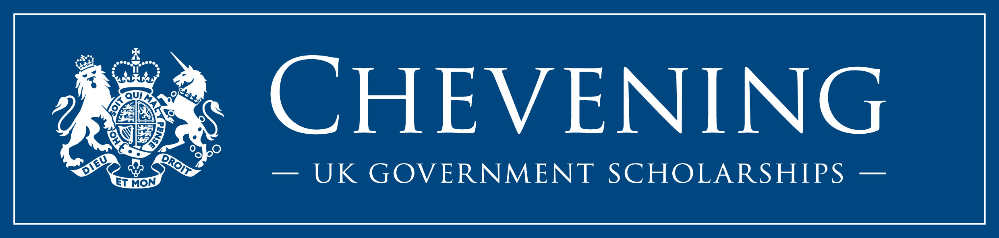 CHEVENING
— UK GOVERNMENT SCHOLARSHIPS —
HONI SOIT QUI MAL Y PENSE
DIEU ET MON DROIT